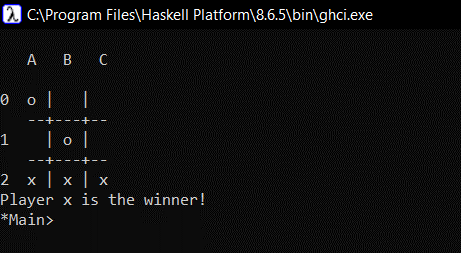 C:\Program Files\Haskell Platform\8.6.5\bin\ghci.exe
   A   B   C
0  o |   |
   --+---+--
1    | o |
   --+---+--
2  x | x | x
Player x is the winner!
*Main>